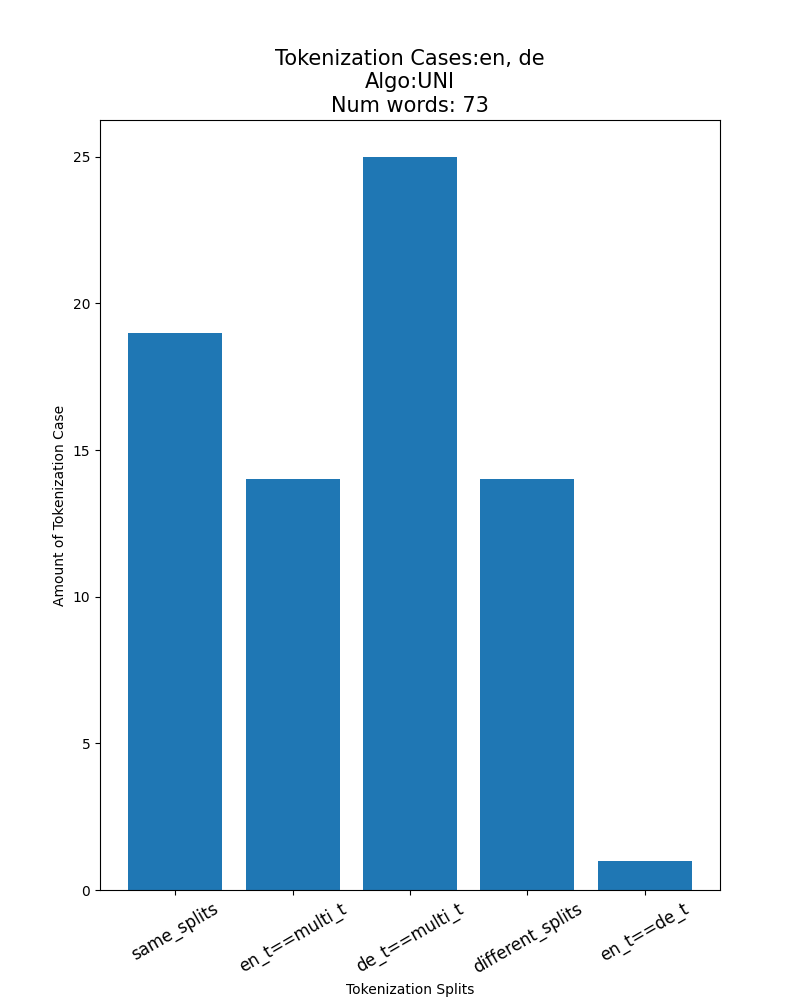 Tokenization Cases:en, de
Algo:UNI
Num words: 73
Amount of Tokenization Case
25
20
15
10
5
0
same_splits
en_t==multi_t
de_t==multi_t
different_splits
en_t==de_t
Tokenization Splits